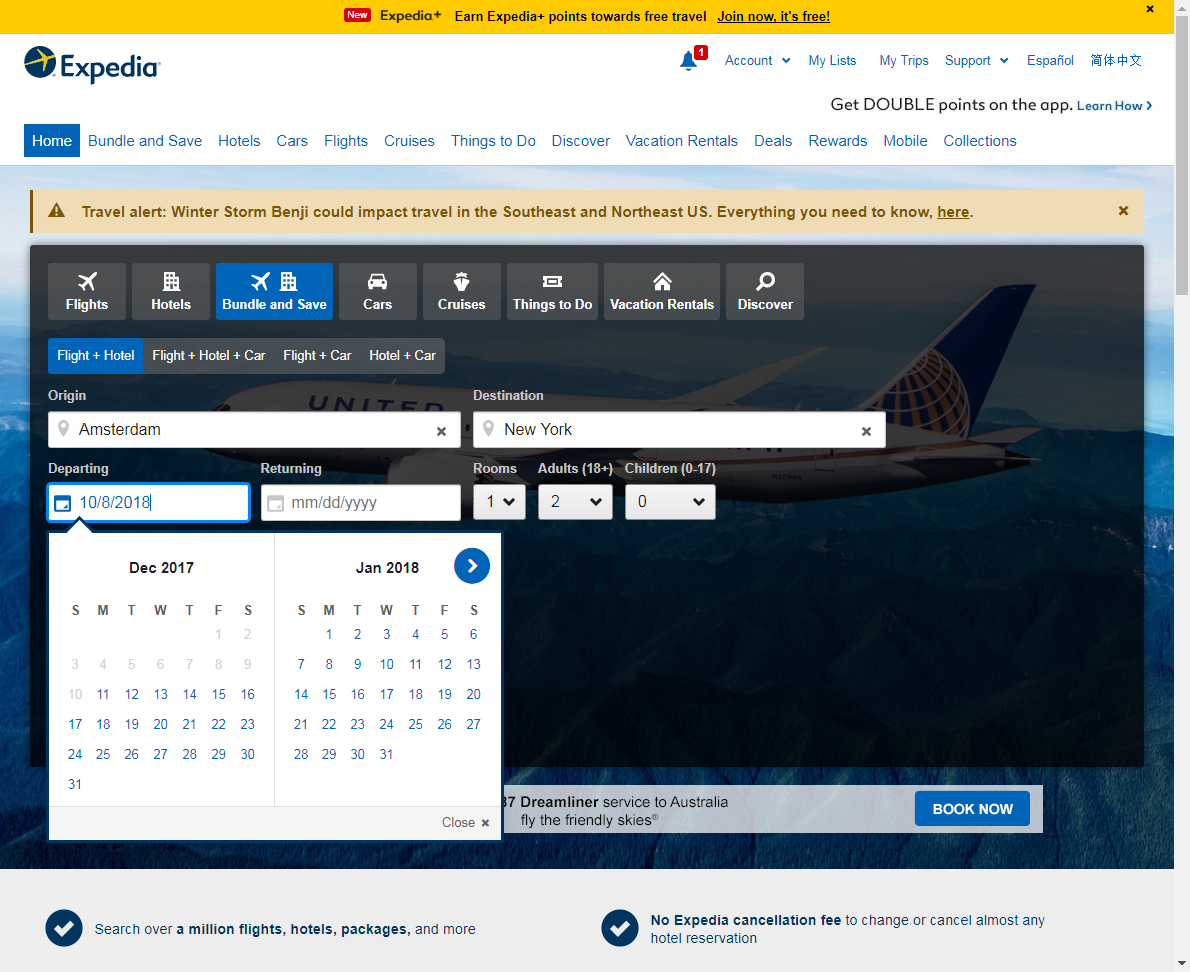 New Expedia+ Earn Expedia+ points towards free travel Join now, it's free!
Expedia
1 Account My Lists My Trips Support Español 简体中文
Get DOUBLE points on the app. Learn How
Home Bundle and Save Hotels Cars Flights Cruises Things to Do Discover Vacation Rentals Deals Rewards Mobile Collections
Travel alert: Winter Storm Benji could impact travel in the Southeast and Northeast US. Everything you need to know, here.
Flights Hotels Bundle and Save Cars Cruises Things to Do Vacation Rentals Discover
Flight + Hotel Flight + Hotel + Car Flight + Car Hotel + Car
Origin Destination
UNITED
Amsterdam New York
Departing Returning Rooms Adults (18+) Children (0-17)
10/8/2018 mm/dd/yyyy 1 2 0
Dec 2017 Jan 2018
S M T W T F S S M T W T F S
1 2 1 2 3 4 5 6
3 4 5 6 7 8 9 7 8 9 10 11 12 13
10 11 12 13 14 15 16 14 15 16 17 18 19 20
17 18 19 20 21 22 23 21 22 23 24 25 26 27
24 25 26 27 28 29 30 28 29 30 31
31
Close
87 Dreamliner service to Australia
fly the friendly skies®
BOOK NOW
Search over a million flights, hotels, packages, and more
No Expedia cancellation fee to change or cancel almost any
hotel reservation